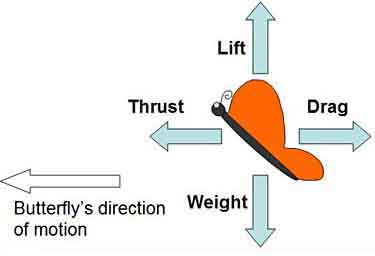 Lift
Thrust
Drag
Weight
Butterfly's direction
of motion